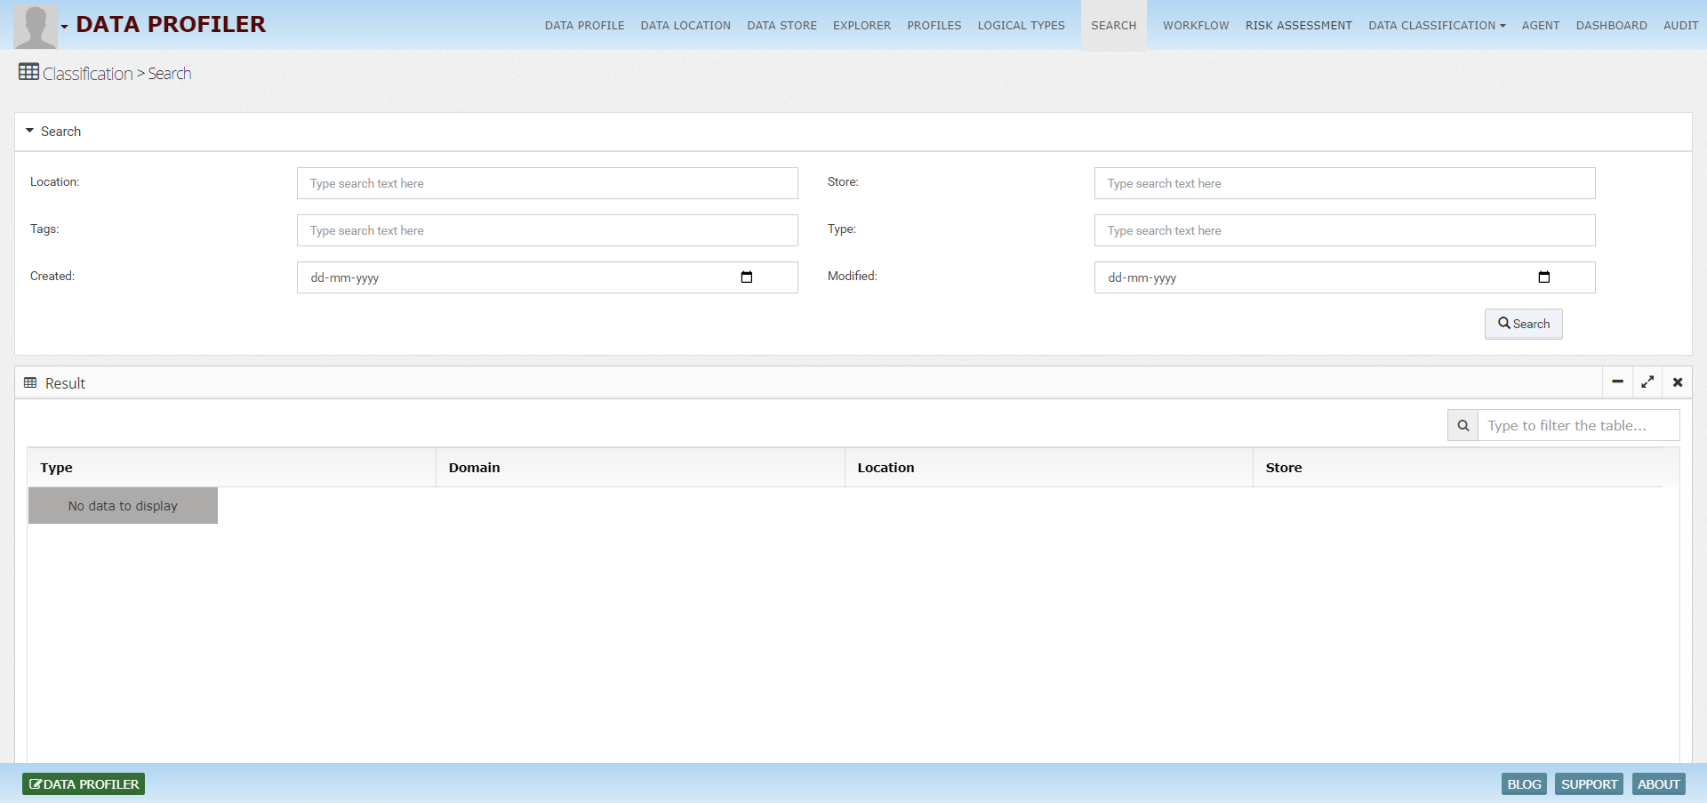 DATA PROFILER
DATA PROFILE DATA LOCATION DATA STORE EXPLORER PROFILES LOGICAL TYPES SEARCH WORKFLOW RISK ASSESSMENT DATA CLASSIFICATION AGENT DASHBOARD AUDIT
Classification > Search
Search
Location: Type search text here Store: Type search text here
Tags: Type search text here Type: Type search text here
Created: dd-mm-yyyy Modified: dd-mm-yyyy
Search
Result
Type to filter the table...
Type Domain Location Store
No data to display
DATA PROFILER BLOG SUPPORT ABOUT